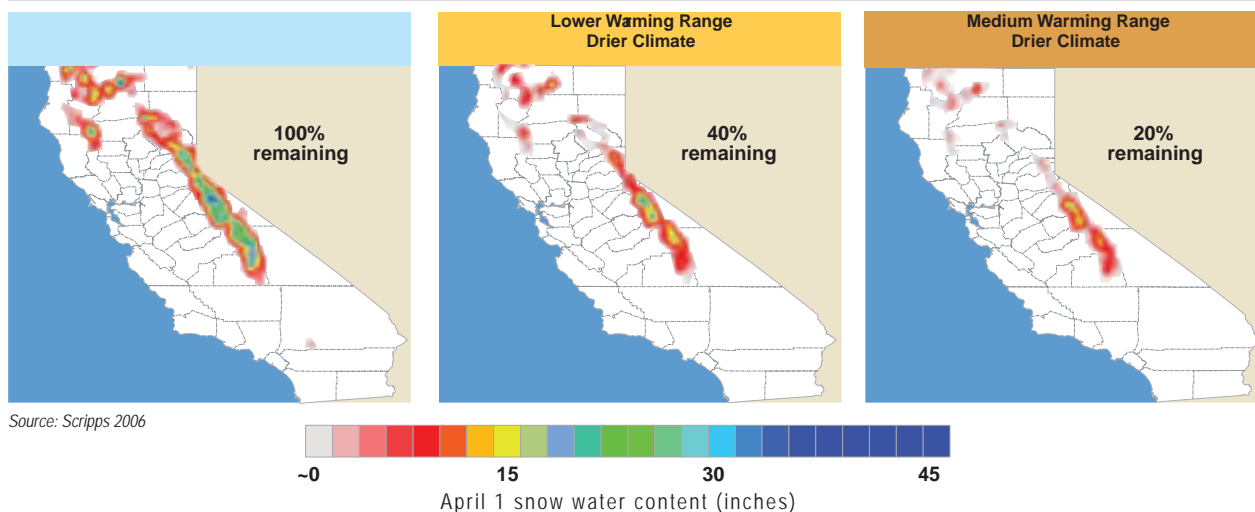 Lower Warming Range
Drier Climate
Medium Warming Range
Drier Climate
100%
remaining
40%
remaining
20%
remaining
Source: Scripps 2006
~0
15
30
45
April 1 snow water content (inches)